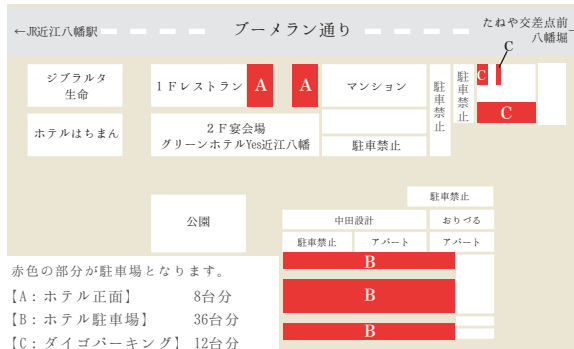 ←JR近江八幡駅
ブーメラン通り
たねや交差点前
八幡堀
→
C
ジブラルタ
生命
1Fレストラン
A
A
マンション
駐車禁止
駐車禁止
C
C
ホテルはちまん
2F宴会場
グリーンホテルYes近江八幡
駐車禁止
駐車禁止
公園
中田設計
おりづる
駐車禁止
アパート
アパート
B
B
B
赤色の部分が駐車場となります。
【A：ホテル正面】 8台分
【B：ホテル駐車場】 36台分
【C：ダイゴパーキング】 12台分